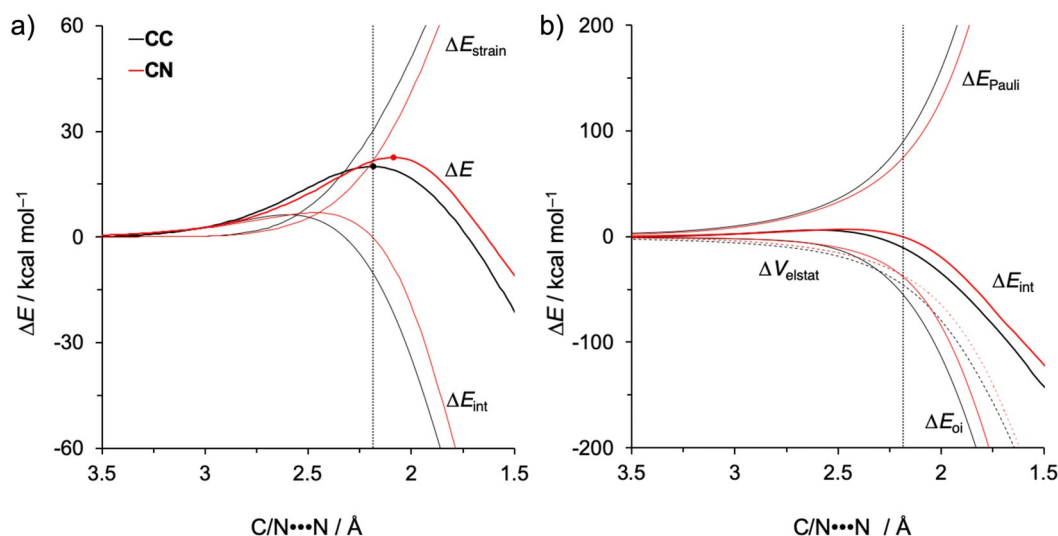 a)
CC
CN
60
30
0
-30
-60
ΔE / kcal mol⁻¹
ΔEstrain
ΔE
ΔEint
3.5 3 2.5 2 1.5
C/N•••N / Å
b)
200
100
0
-100
-200
ΔE / kcal mol⁻¹
ΔEPauli
ΔVelstat
ΔEint
ΔEoi
3.5 3 2.5 2 1.5
C/N•••N / Å